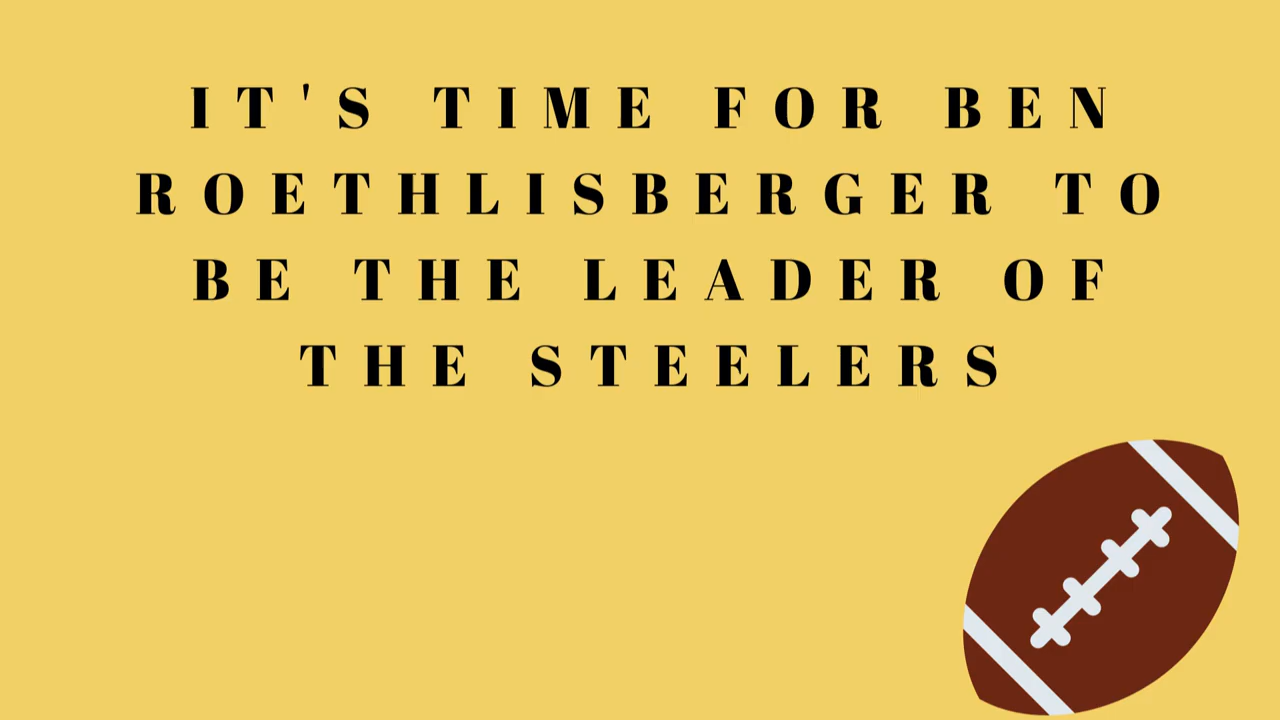 IT'S TIME FOR BEN
ROETHLISBERGER TO
BE THE LEADER OF
THE STEELERS